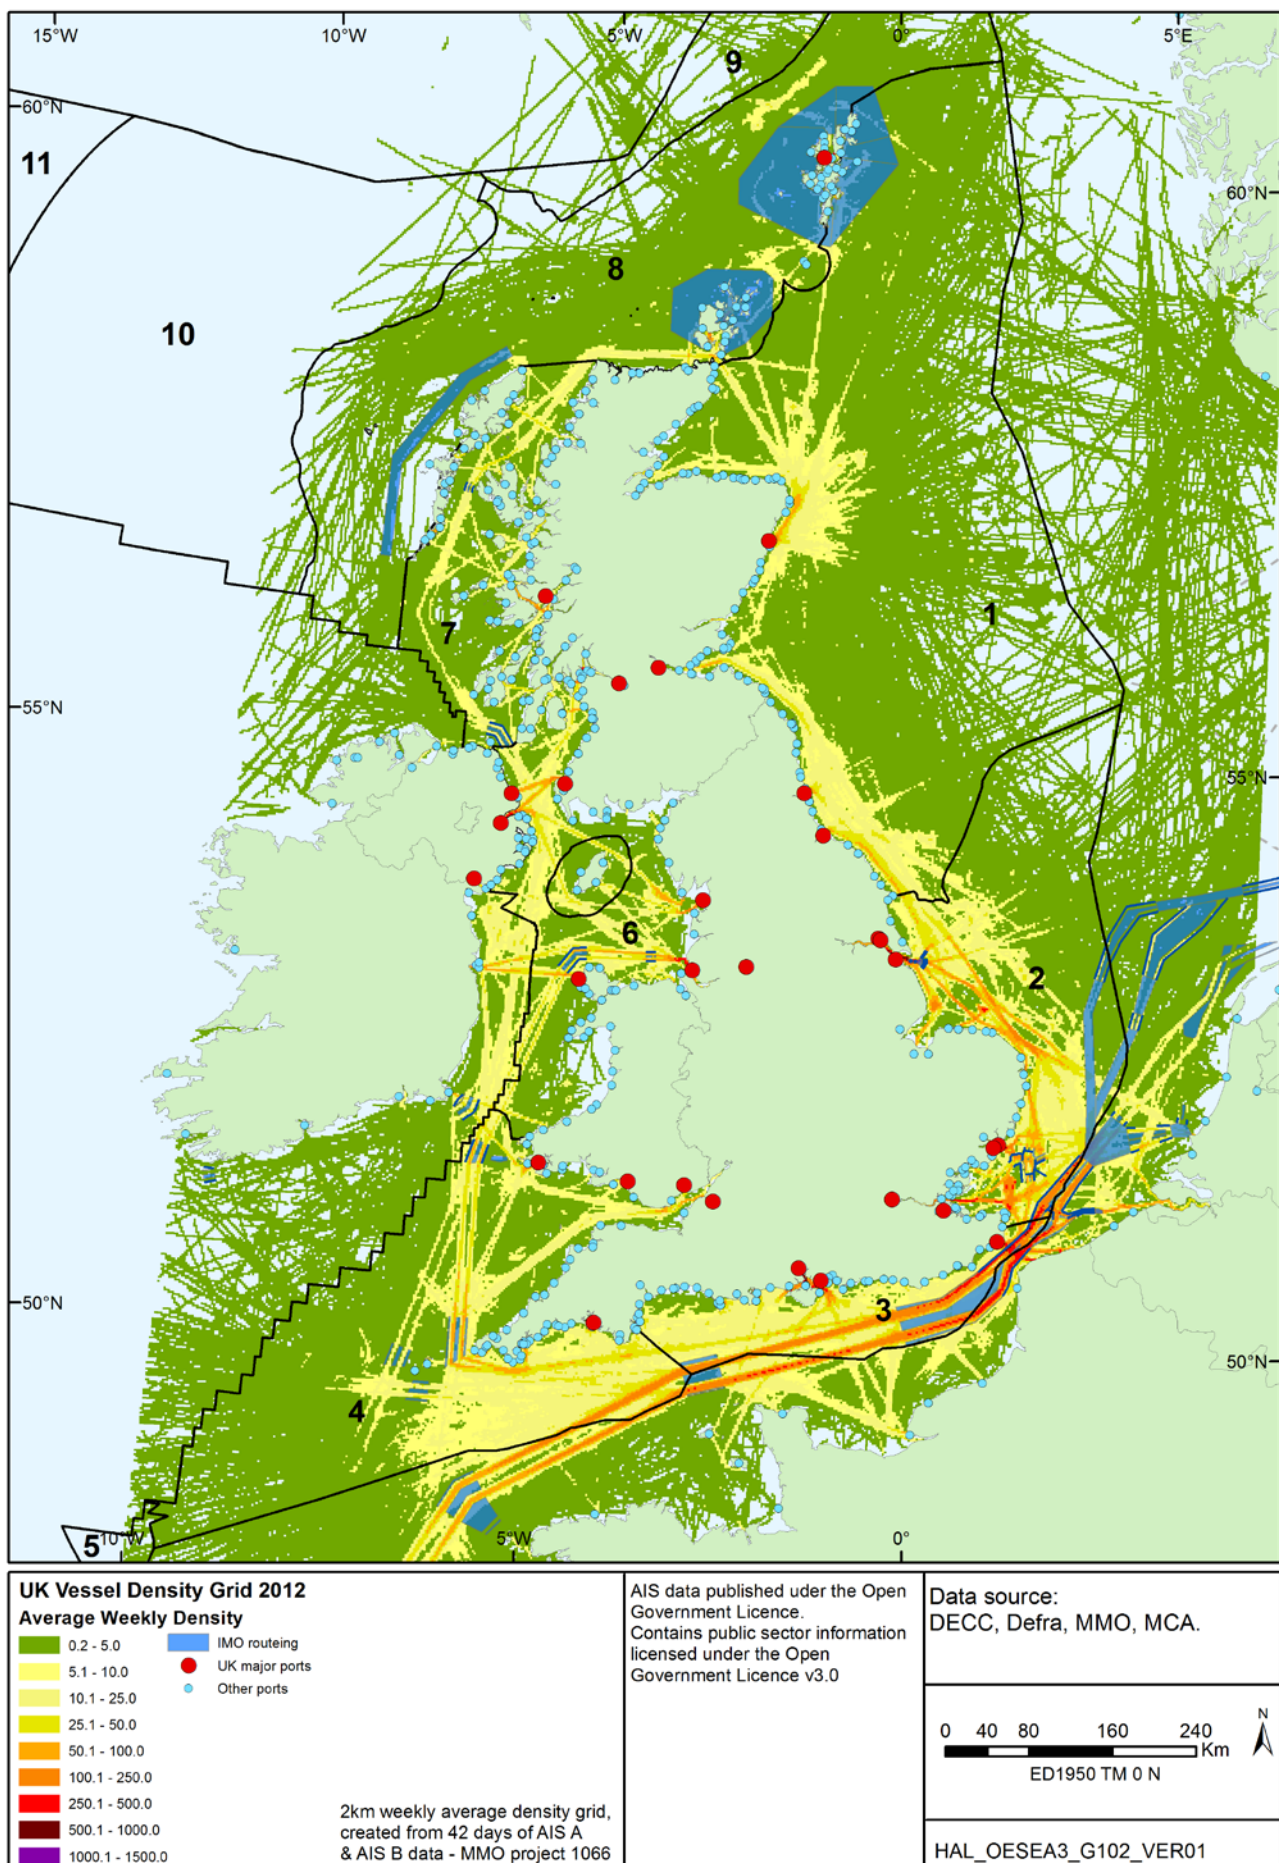 15°W
10°W
5°W
0°
5°E
9
60°N
11
60°N
8
10
1
7
55°N
55°N
6
2
50°N
3
50°N
4
5
10°W
5°W
0°
UK Vessel Density Grid 2012
Average Weekly Density
0.2 - 5.0
5.1 - 10.0
10.1 - 25.0
25.1 - 50.0
50.1 - 100.0
100.1 - 250.0
250.1 - 500.0
500.1 - 1000.0
1000.1 - 1500.0
IMO routeing
UK major ports
Other ports
2km weekly average density grid,
created from 42 days of AIS A
& AIS B data - MMO project 1066
AIS data published uder the Open
Government Licence.
Contains public sector information
licensed under the Open
Government Licence v3.0
Data source:
DECC, Defra, MMO, MCA.
0 40 80 160 240
Km
N
ED1950 TM 0 N
HAL_OESEA3_G102_VER01